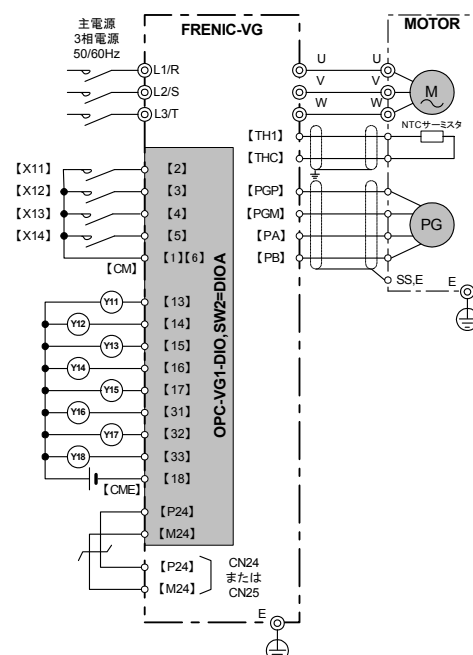 主電源
3相電源
50/60Hz
FRENIC-VG
MOTOR
L1/R
L2/S
L3/T
U
V
W
U
V
W
M
【TH1】
【THC】
NTCサーミスタ
【X11】
【X12】
【X13】
【X14】
【2】
【3】
【4】
【5】
【1】【6】
【CM】
【PGP】
【PGM】
【PA】
【PB】
PG
SS,E
E
OPC-VG1-DIO,SW2=DIOA
Y11
【13】
Y12
【14】
Y13
【15】
Y14
【16】
Y15
【17】
Y16
【31】
Y17
【32】
Y18
【33】
【CME】
【18】
【P24】
【M24】
【P24】
【M24】
CN24
または
CN25
E